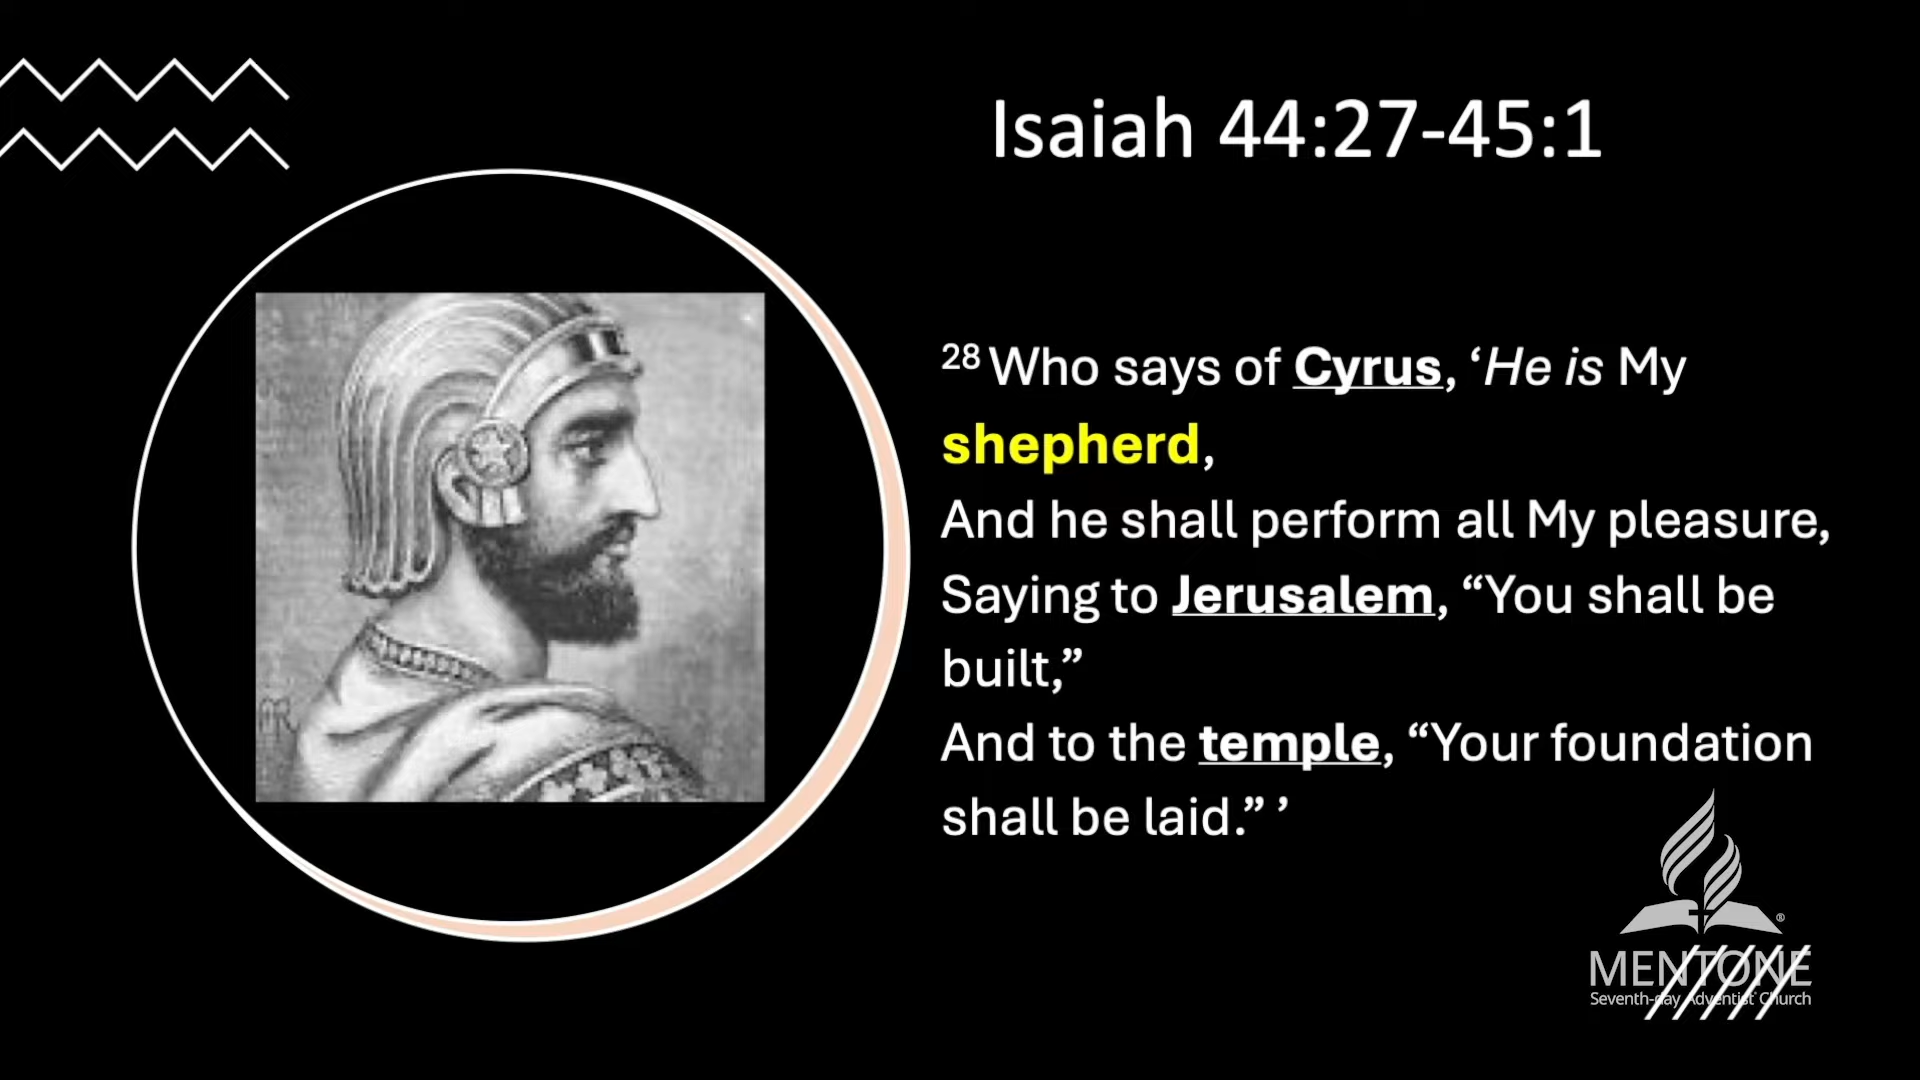 Isaiah 44:27-45:1
28 Who says of Cyrus, ‘He is My
shepherd,
And he shall perform all My pleasure,
Saying to Jerusalem, “You shall be
built,”
And to the temple, “Your foundation
shall be laid.” ’
®
MENTONE
Seventh-day Adventist Church